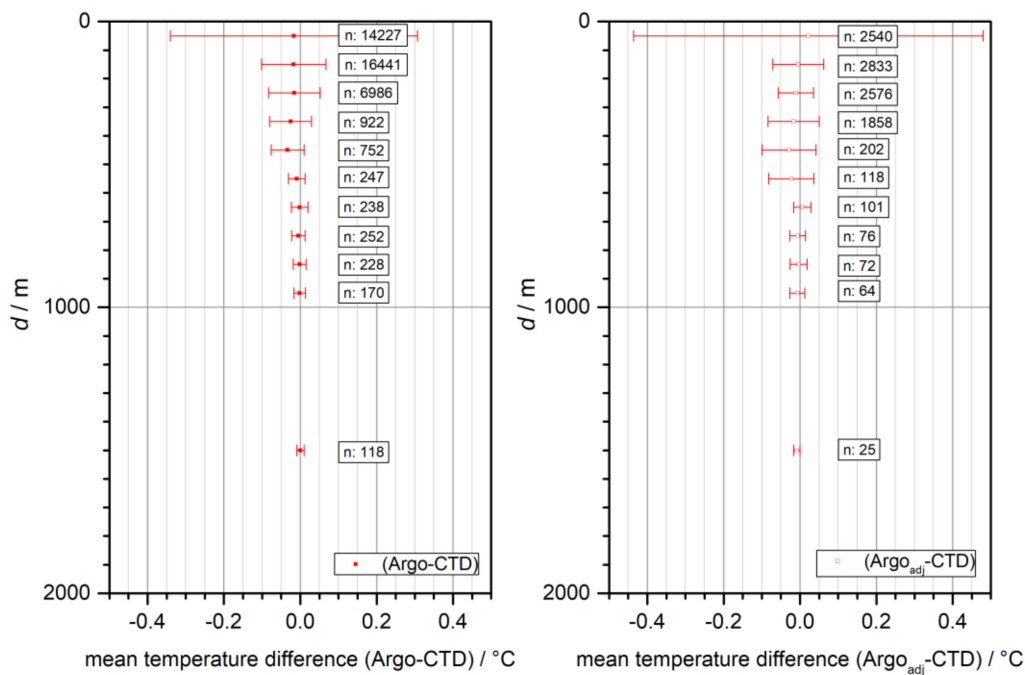 0
n: 14227
n: 16441
n: 6986
n: 922
n: 752
n: 247
n: 238
n: 252
n: 228
n: 170
1000
d / m
n: 118
(Argo-CTD)
2000
-0.4 -0.2 0.0 0.2 0.4
mean temperature difference (Argo-CTD) / °C
0
n: 2540
n: 2833
n: 2576
n: 1858
n: 202
n: 118
n: 101
n: 76
n: 72
n: 64
1000
d / m
n: 25
(Argoadj-CTD)
2000
-0.4 -0.2 0.0 0.2 0.4
mean temperature difference (Argoadj-CTD) / °C